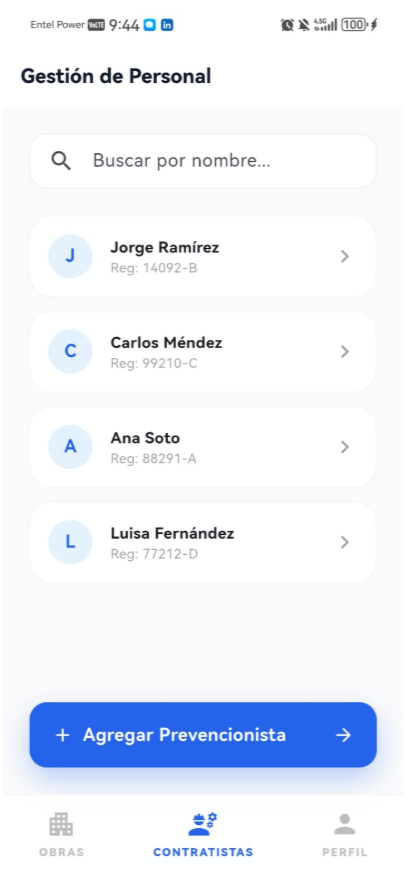 Entel Power VoLTE 9:44 in 4.5G 100
Gestión de Personal
Buscar por nombre...
J
Jorge Ramírez
Reg: 14092-B
C
Carlos Méndez
Reg: 99210-C
A
Ana Soto
Reg: 88291-A
L
Luisa Fernández
Reg: 77212-D
+ Agregar Prevencionista →
OBRAS
CONTRATISTAS
PERFIL